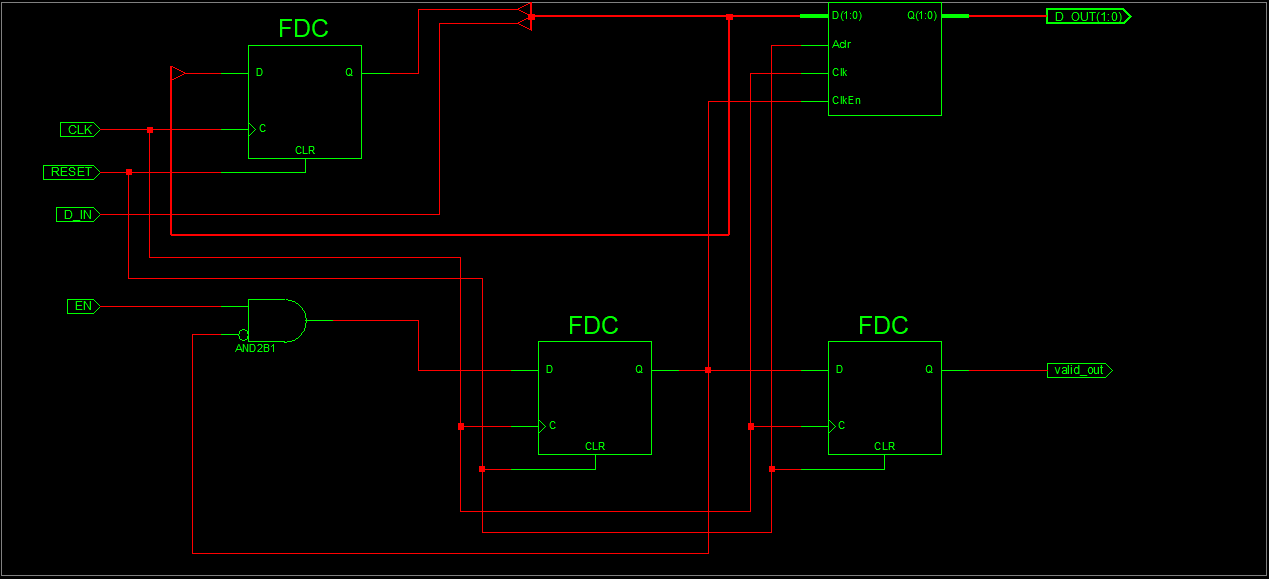 D(1:0) Q(1:0) D_OUT(1:0)
FDC
Aclr
D Q Clk
ClkEn
CLK C
CLR
RESET
D_IN
EN
FDC FDC
AND2B1
D Q D Q valid_out
C C
CLR CLR